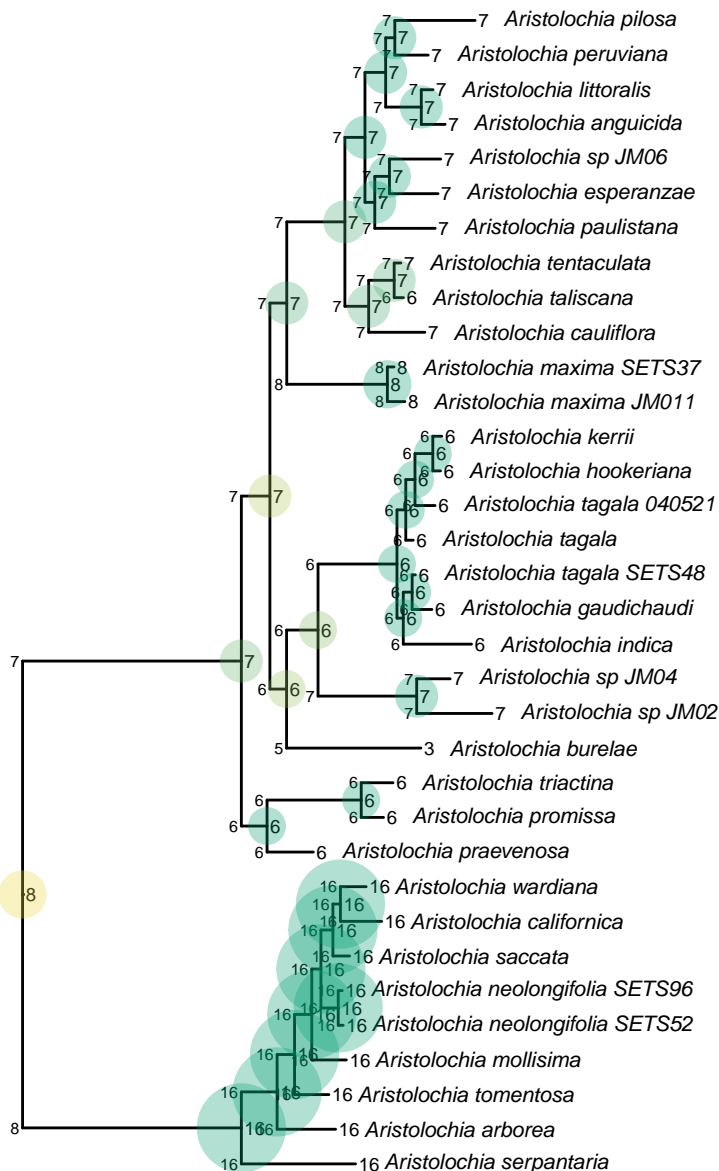 7 Aristolochia pilosa
7 Aristolochia peruviana
7 Aristolochia littoralis
7 Aristolochia anguicida
7 Aristolochia sp JM06
7 Aristolochia esperanzae
7 Aristolochia paulistana
7 Aristolochia tentaculata
6 Aristolochia taliscana
7 Aristolochia cauliflora
8 Aristolochia maxima SETS37
8 Aristolochia maxima JM011
6 Aristolochia kerrii
6 Aristolochia hookeriana
6 Aristolochia tagala 040521
6 Aristolochia tagala
6 Aristolochia tagala SETS48
6 Aristolochia gaudichaudi
6 Aristolochia indica
7 Aristolochia sp JM04
7 Aristolochia sp JM02
3 Aristolochia burelae
6 Aristolochia triactina
6 Aristolochia promissa
6 Aristolochia praevenosa
16 Aristolochia wardiana
16 Aristolochia californica
16 Aristolochia saccata
16 Aristolochia neolongifolia SETS96
16 Aristolochia neolongifolia SETS52
16 Aristolochia mollisima
16 Aristolochia tomentosa
16 Aristolochia arborea
16 Aristolochia serpantaria